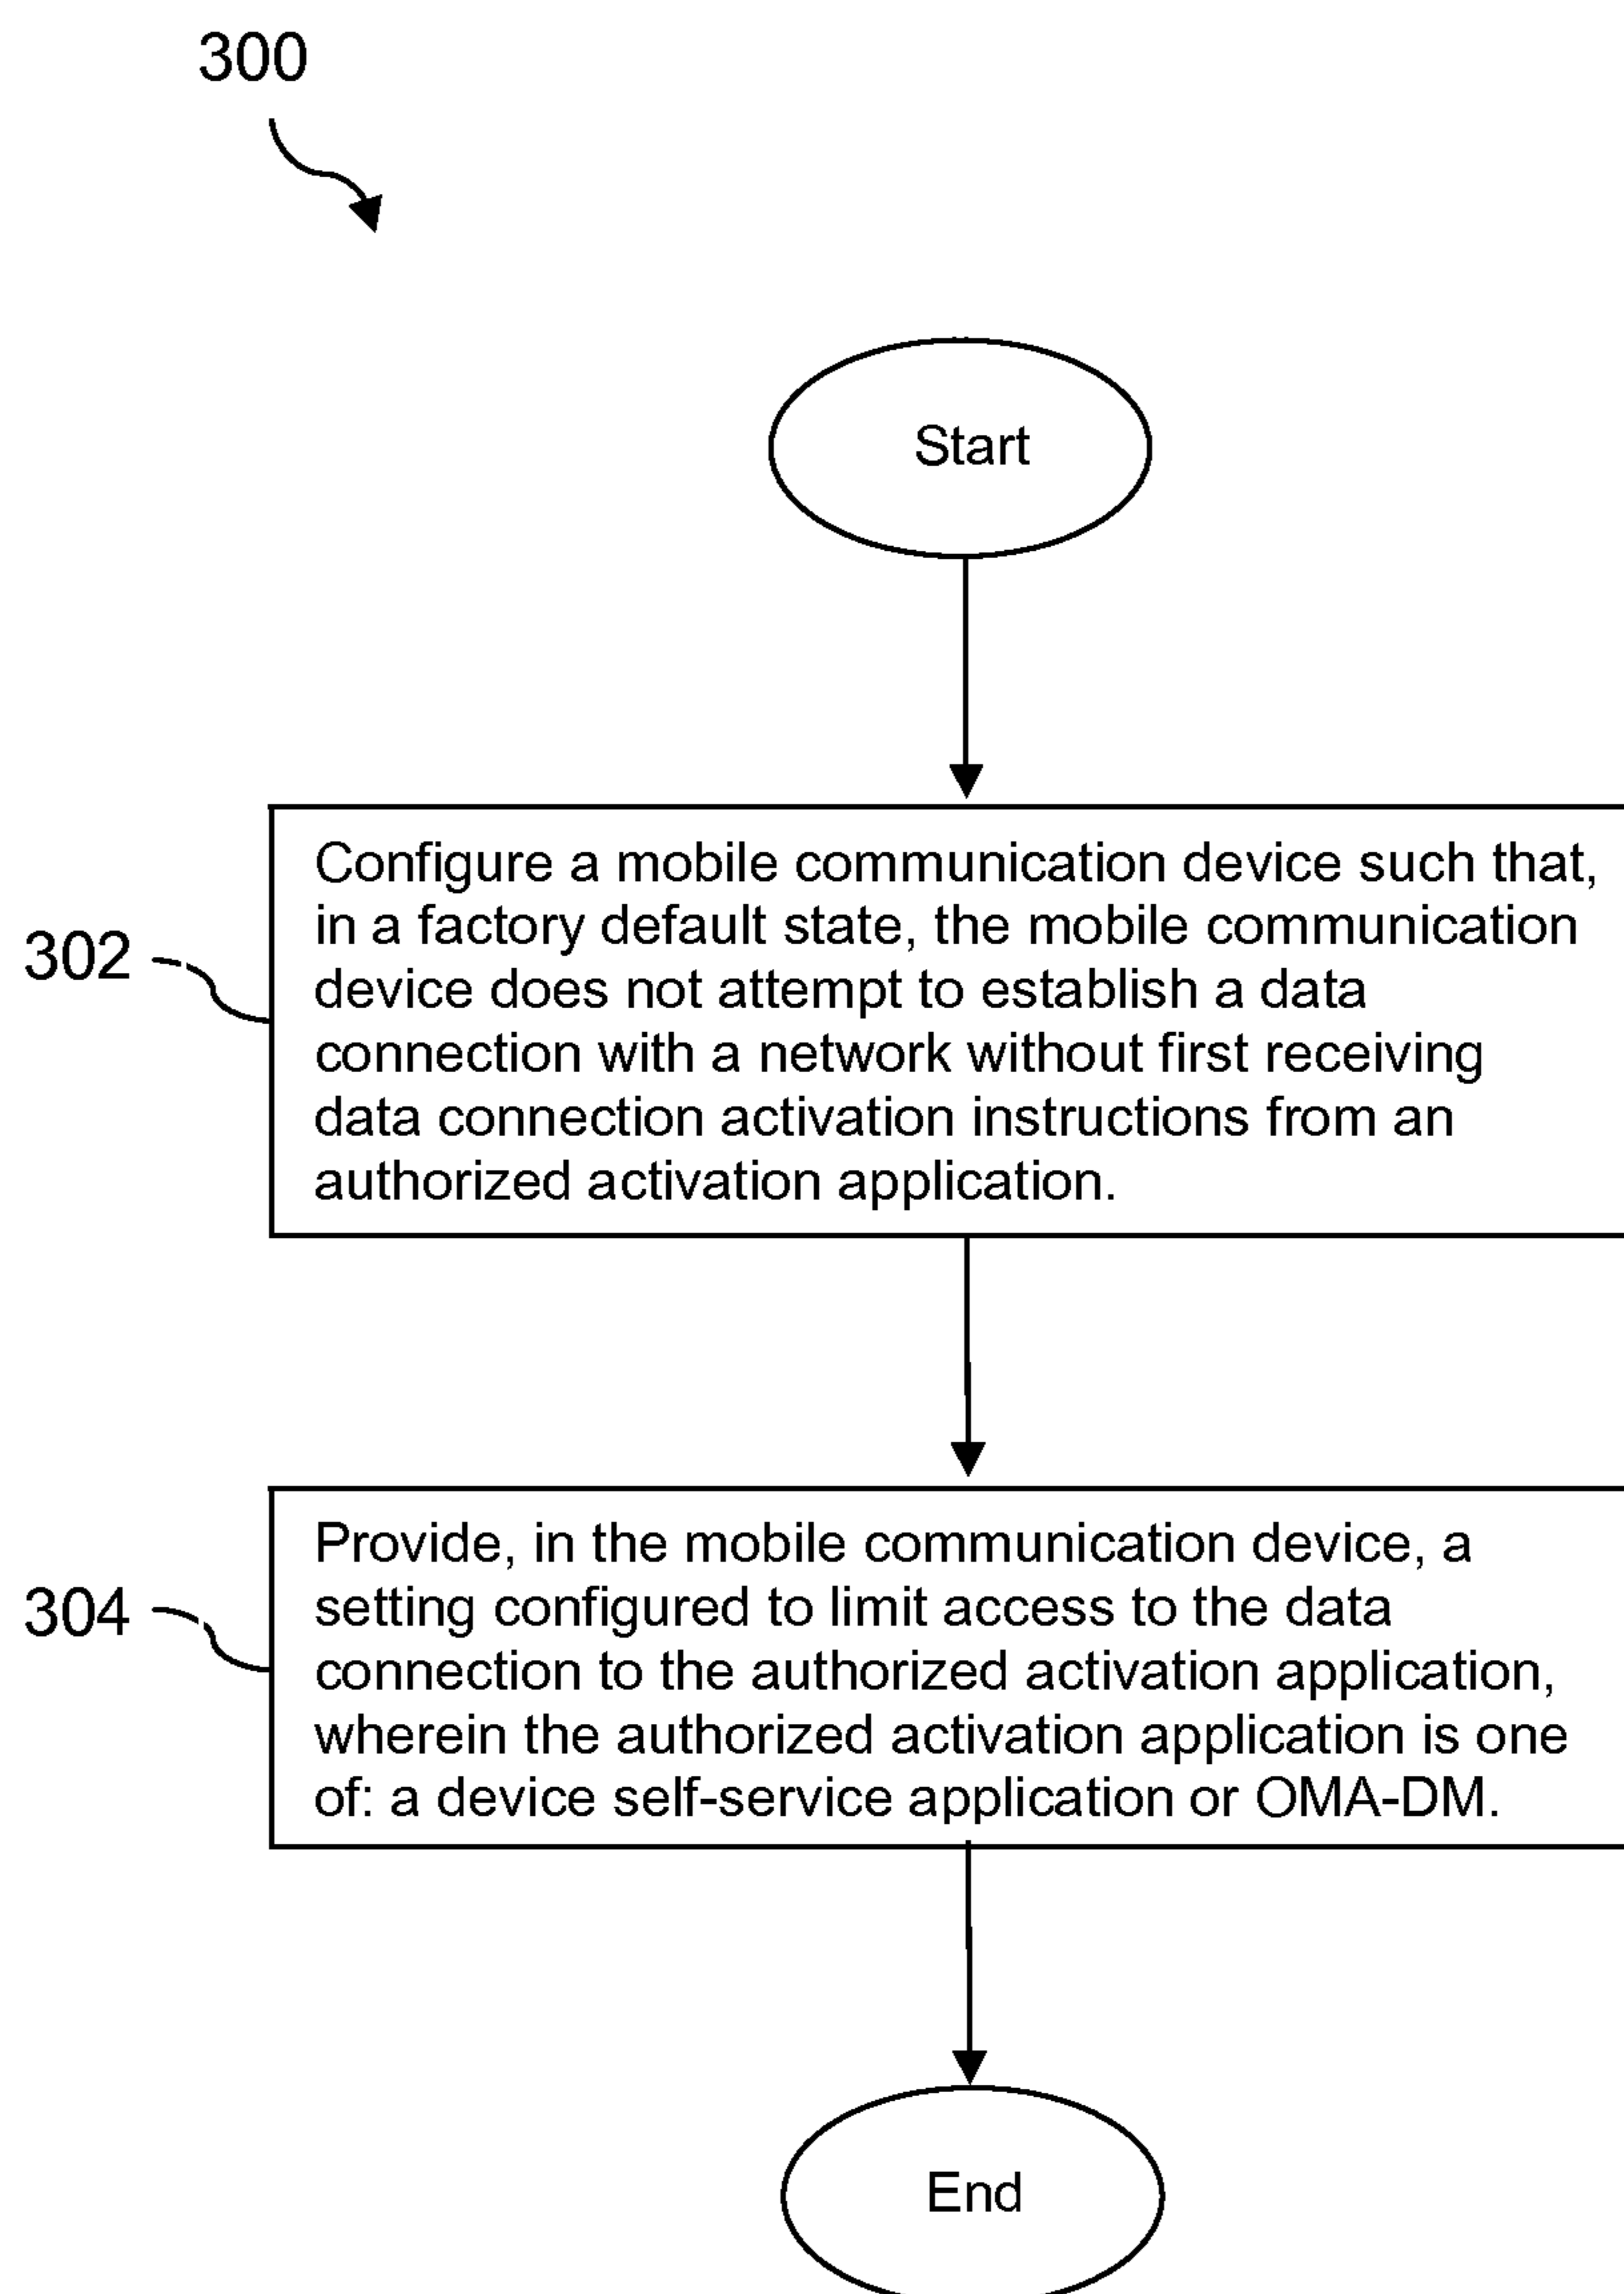 300
Start
302
Configure a mobile communication device such that,
in a factory default state, the mobile communication
device does not attempt to establish a data
connection with a network without first receiving
data connection activation instructions from an
authorized activation application.
304
Provide, in the mobile communication device, a
setting configured to limit access to the data
connection to the authorized activation application,
wherein the authorized activation application is one
of: a device self-service application or OMA-DM.
End